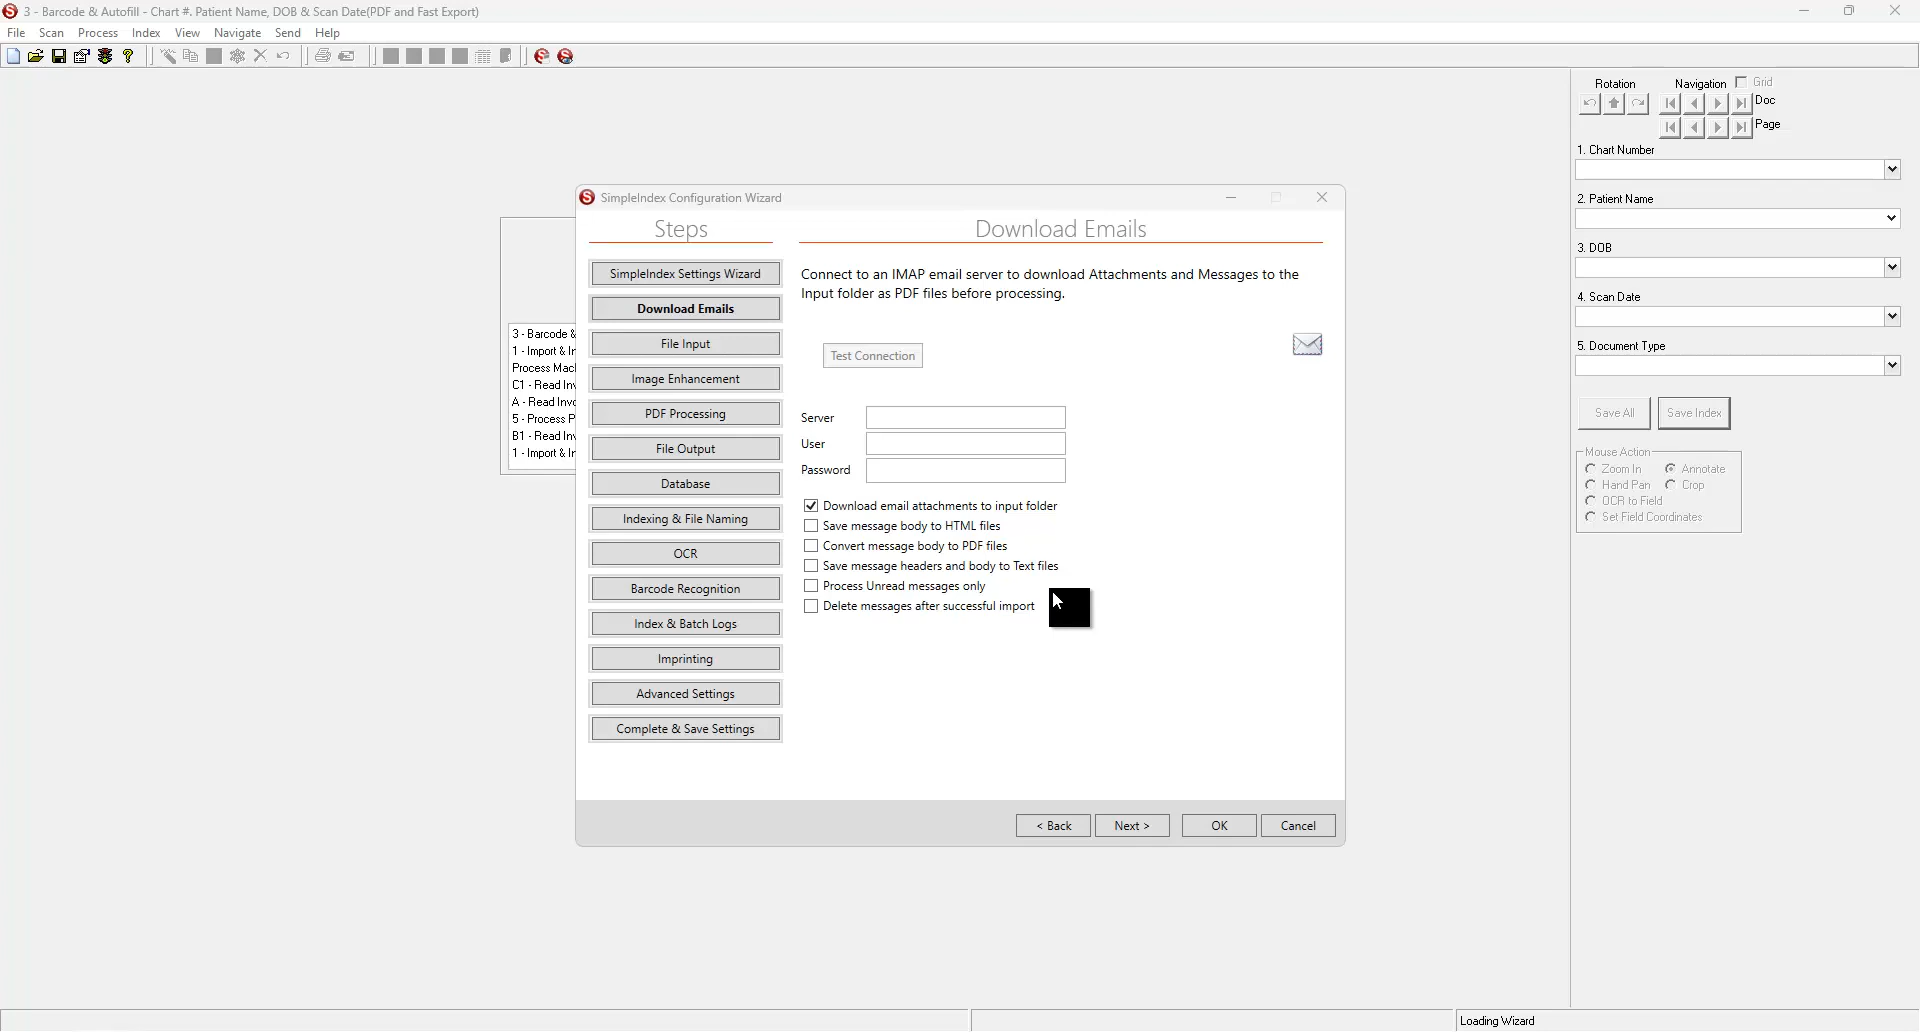 3 - Barcode & Autofill - Chart #. Patient Name, DOB & Scan Date(PDF and Fast Export)
File Scan Process Index View Navigate Send Help
Rotation
Navigation
Grid
Doc
Page
1. Chart Number
2. Patient Name
3. DOB
4. Scan Date
5. Document Type
Save All
Save Index
Mouse Action
Zoom In
Annotate
Hand Pan
Crop
OCR to Field
Set Field Coordinates
3 - Barcode &
1 - Import & In
Process Mac
C1 - Read Inv
A - Read Invo
5 - Process P
B1 - Read Inv
1 - Import & In
SimpleIndex Configuration Wizard
Steps
SimpleIndex Settings Wizard
Download Emails
File Input
Image Enhancement
PDF Processing
File Output
Database
Indexing & File Naming
OCR
Barcode Recognition
Index & Batch Logs
Imprinting
Advanced Settings
Complete & Save Settings
Download Emails
Connect to an IMAP email server to download Attachments and Messages to the
Input folder as PDF files before processing.
Test Connection
Server
User
Password
Download email attachments to input folder
Save message body to HTML files
Convert message body to PDF files
Save message headers and body to Text files
Process Unread messages only
Delete messages after successful import
< Back
Next >
OK
Cancel
Loading Wizard